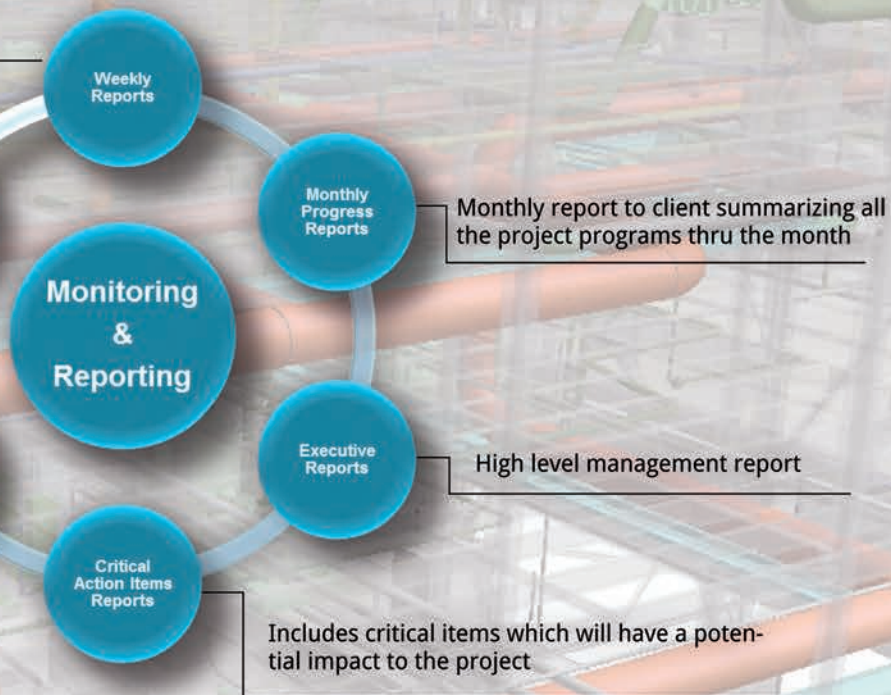 Weekly
Reports
Monthly
Progress
Reports
Monthly report to client summarizing all
the project programs thru the month
Monitoring
&
Reporting
Executive
Reports
High level management report
Critical
Action Items
Reports
Includes critical items which will have a poten-
tial impact to the project